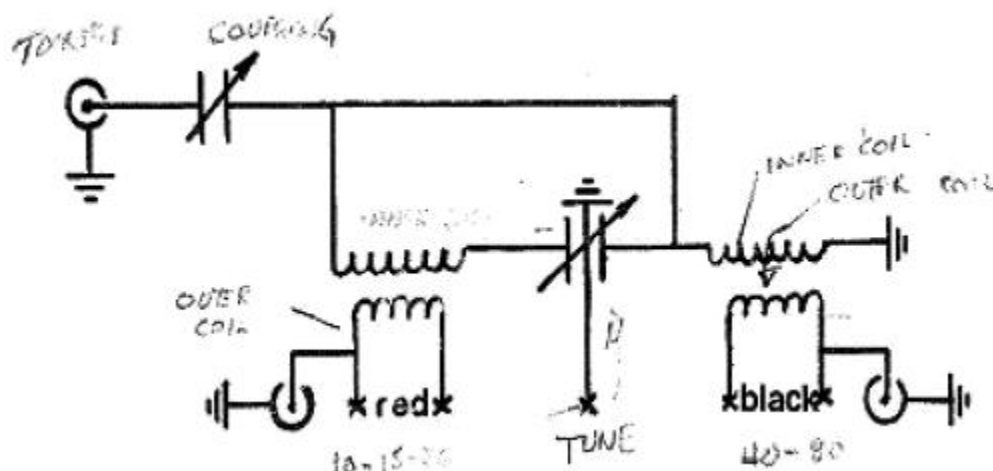 COUPLING
INNER COIL
OUTER COIL
OUTER
COIL
red
black
TUNE
40-80